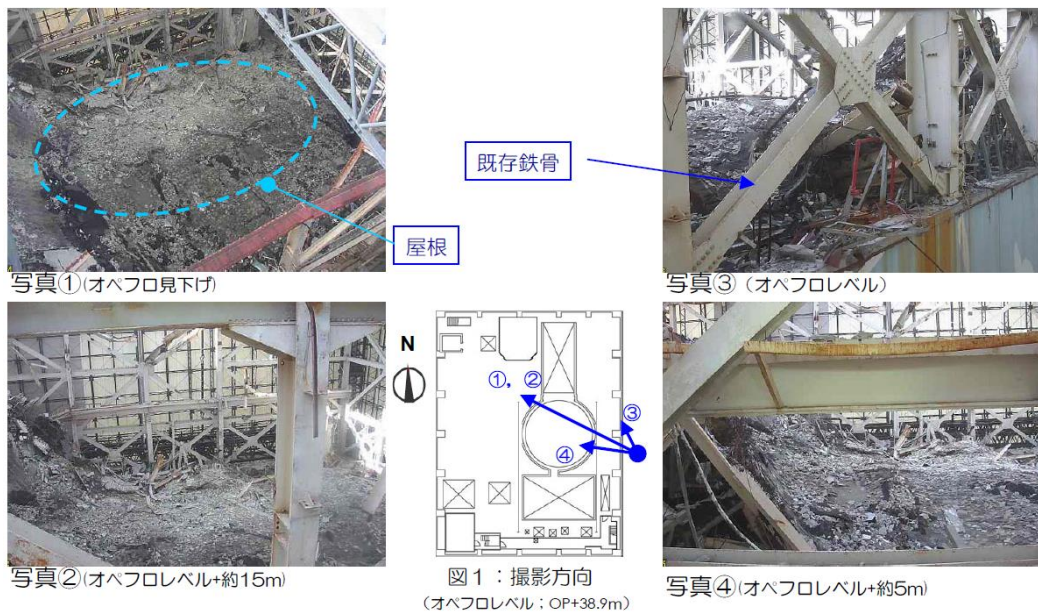 既存鉄骨
屋根
写真①(オペフロ見下げ)
写真③（オペフロレベル）
N
①，②
③
④
写真②(オペフロレベル+約15m)
図1：撮影方向
（オペフロレベル；OP+38.9m）
写真④(オペフロレベル+約5m)